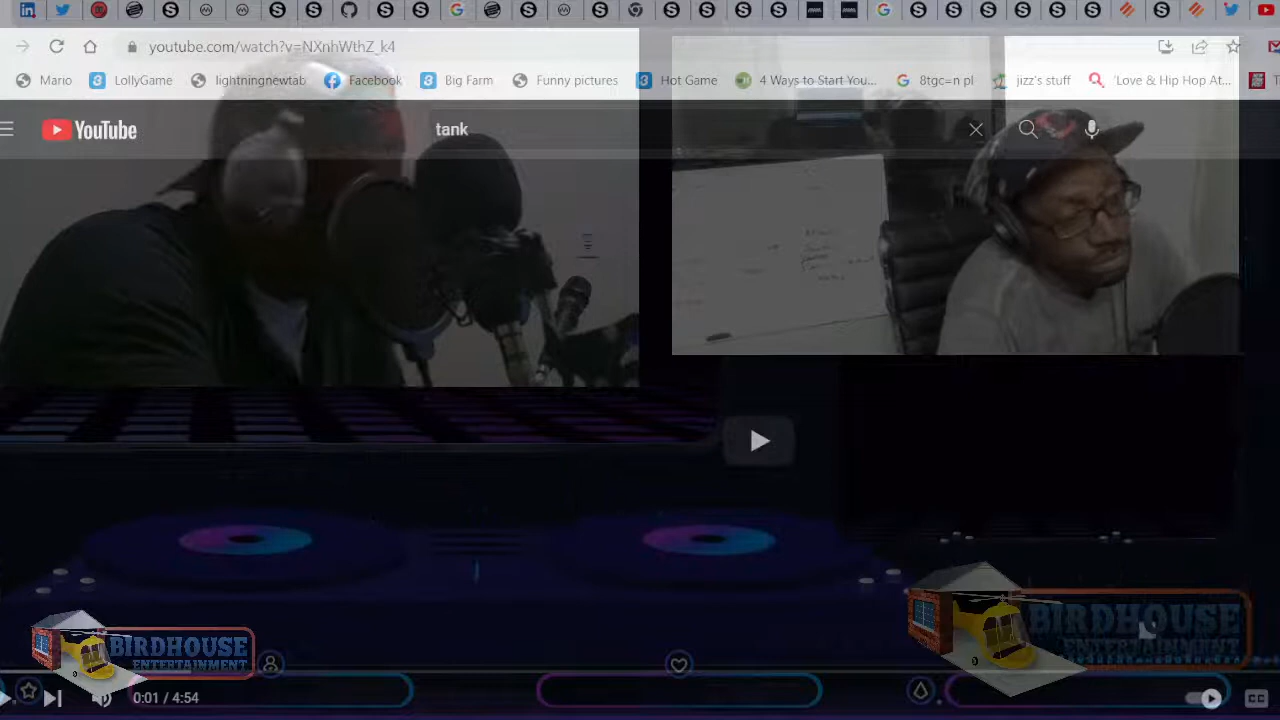 youtube.com/watch?v=NXnhWthZ_k4
Mario LollyGame lightningnewtab Facebook Big Farm Funny pictures Hot Game 4 Ways to Start You... 8tgc=n pl jizz's stuff 'Love & Hip Hop At...
YouTube tank
BIRDHOUSE
ENTERTAINMENT
BIRDHOUSE
ENTERTAINMENT
0:01 / 4:54
CC